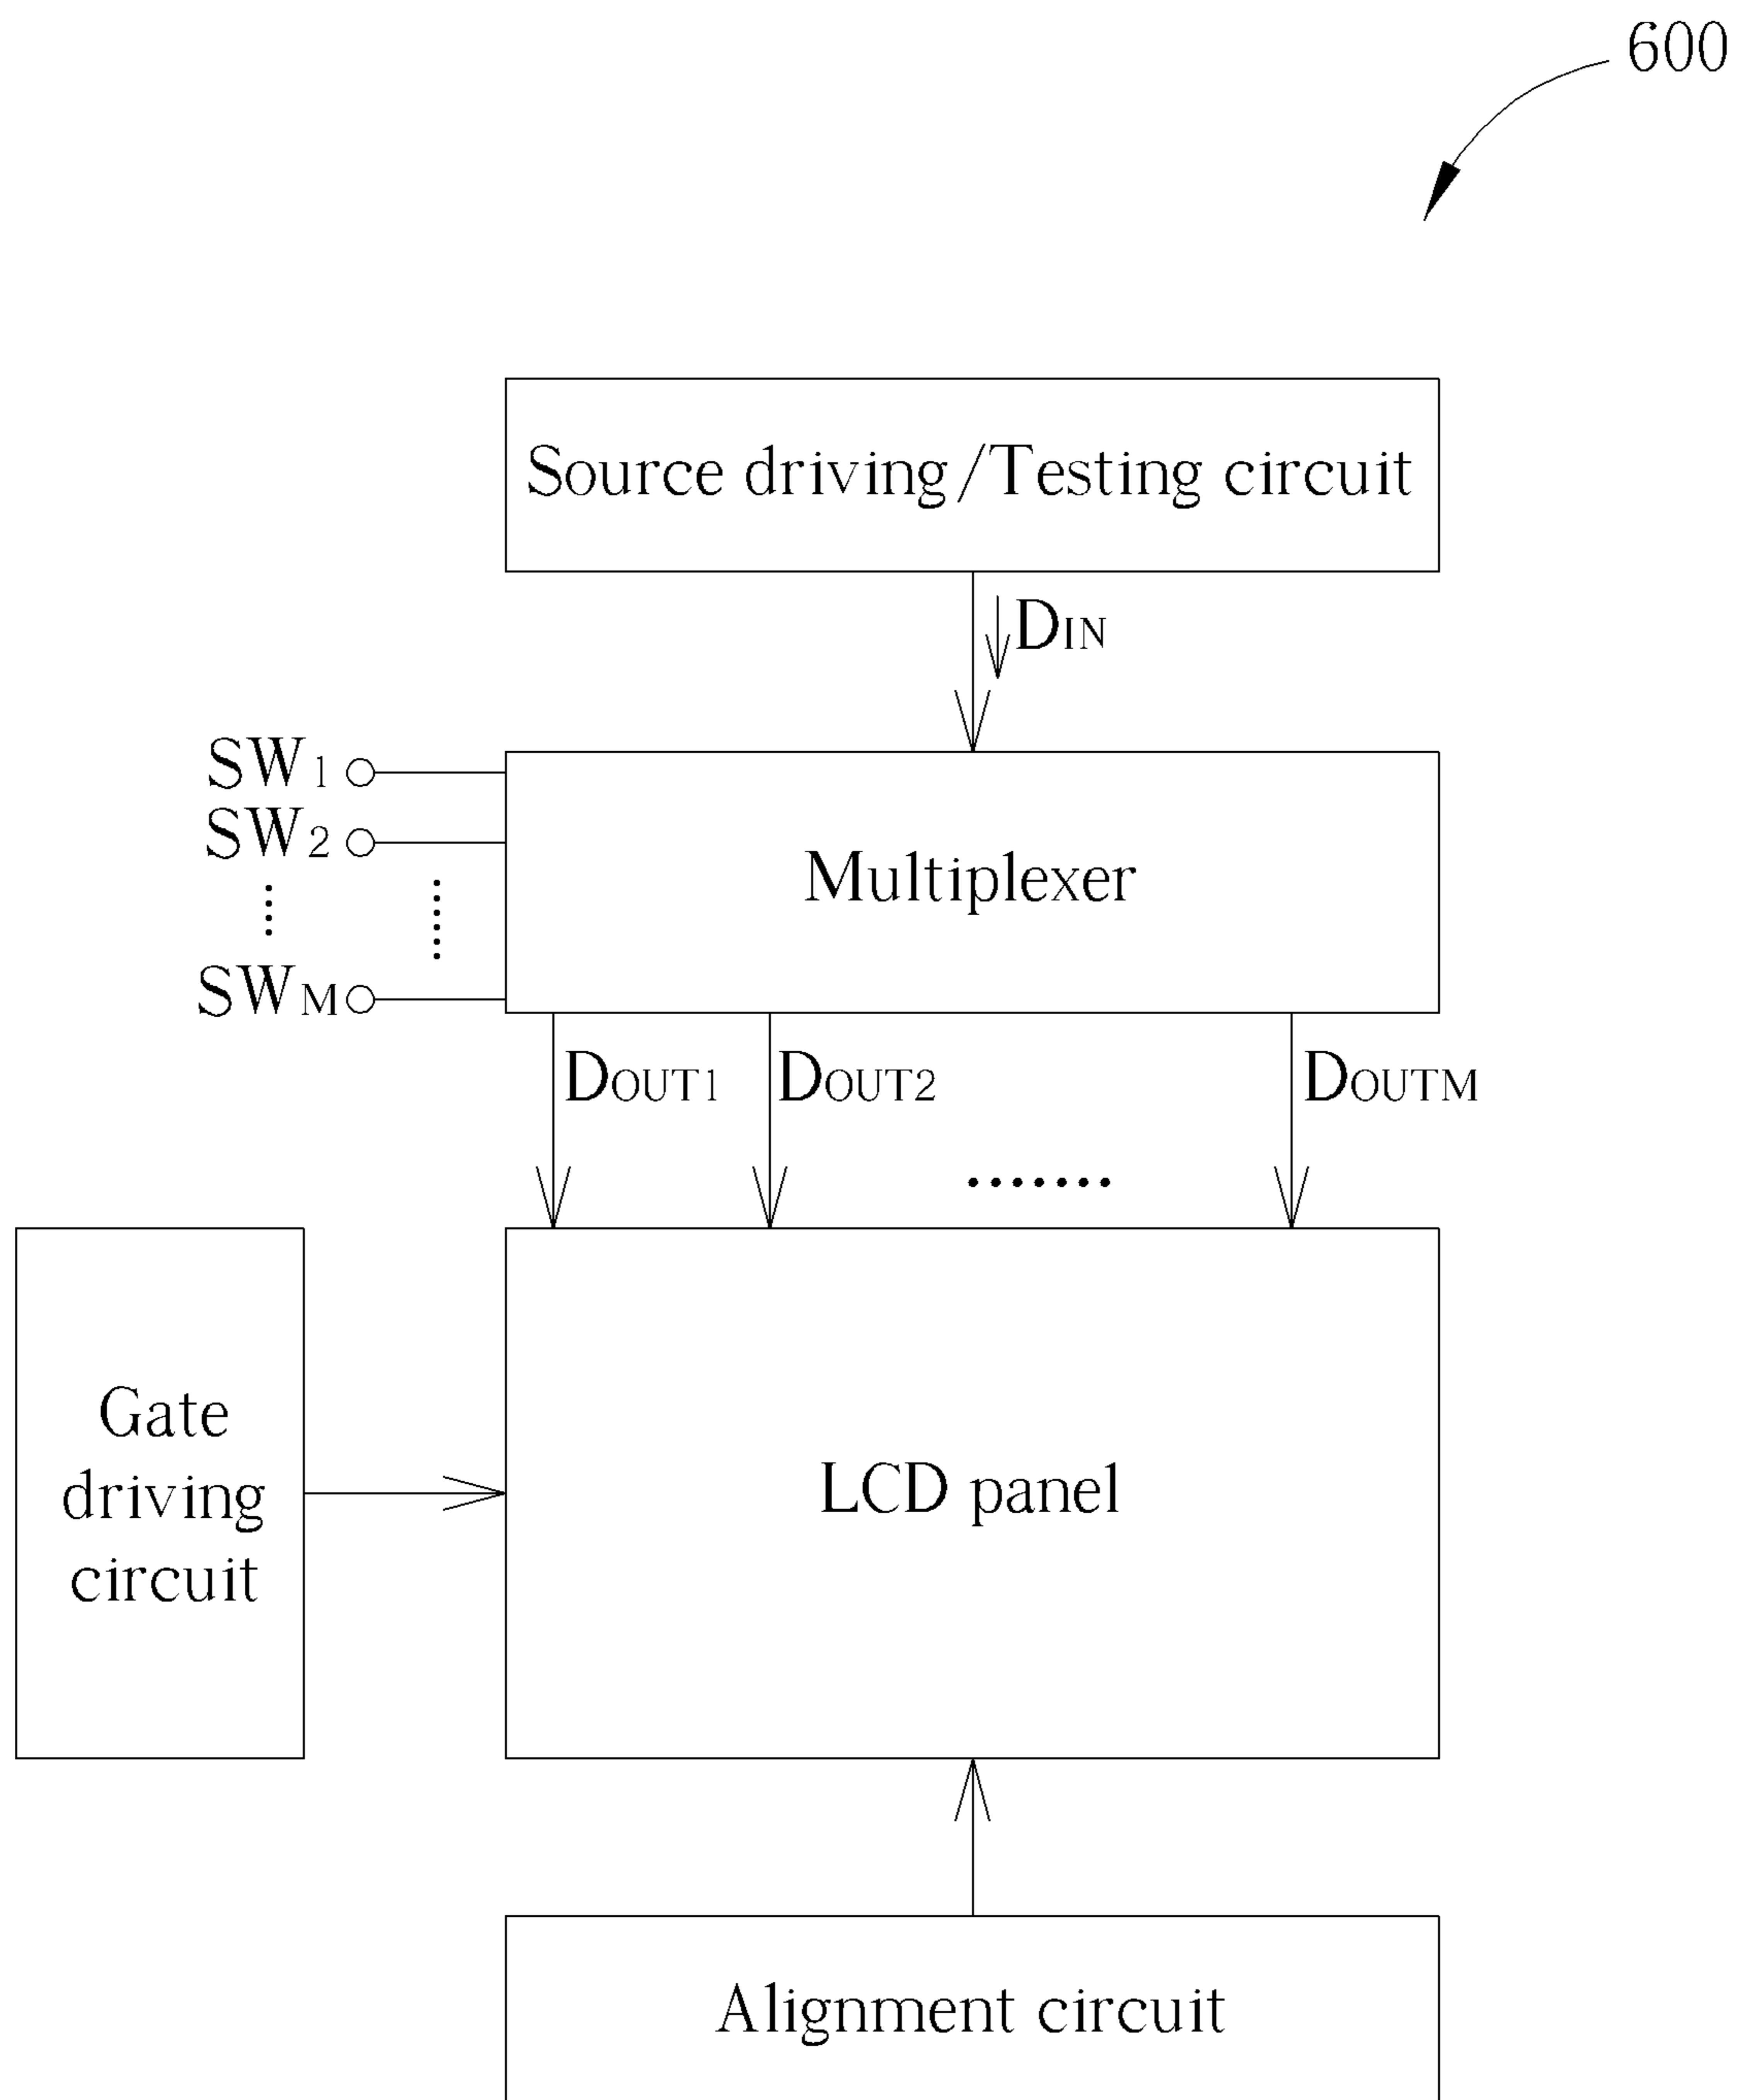 600
Source driving/Testing circuit
DIN
SW1
SW2
Multiplexer
SWM
DOUT1 DOUT2 DOUTM
Gate
driving
circuit
LCD panel
Alignment circuit